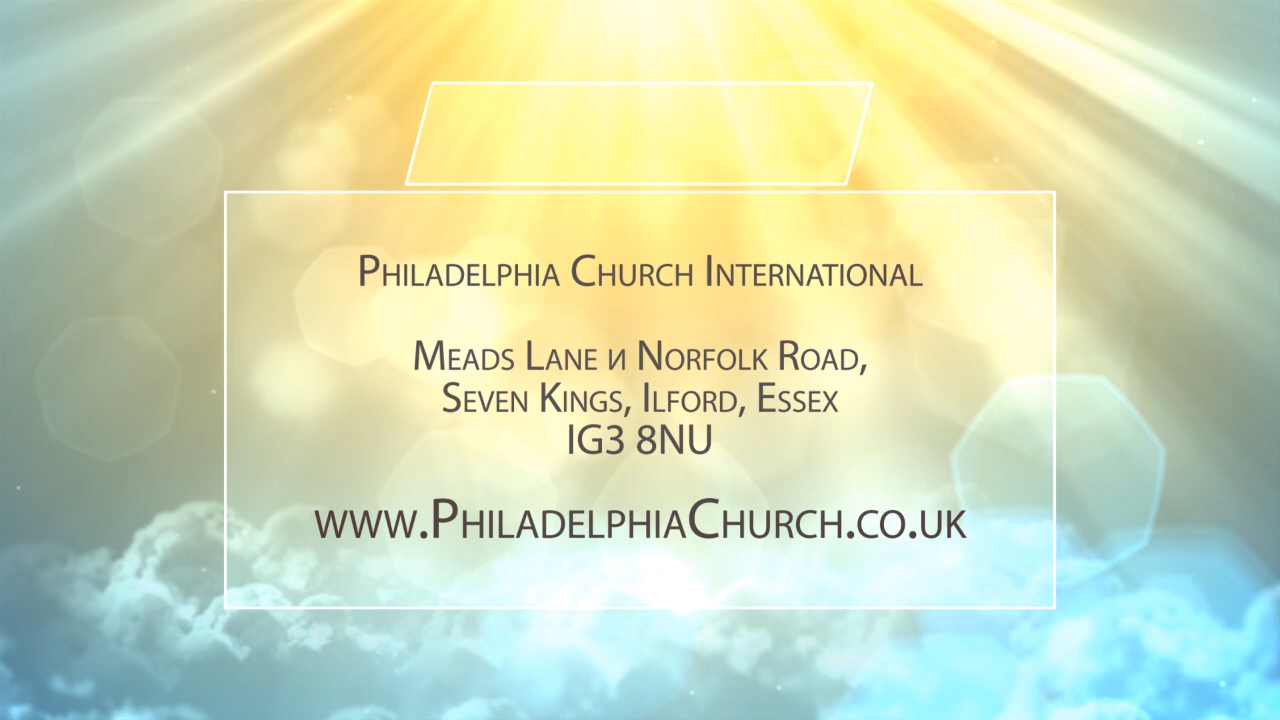 Philadelphia Church International
Meads Lane и Norfolk Road,
Seven Kings, Ilford, Essex
IG3 8NU
www.PhiladelphiaChurch.co.uk